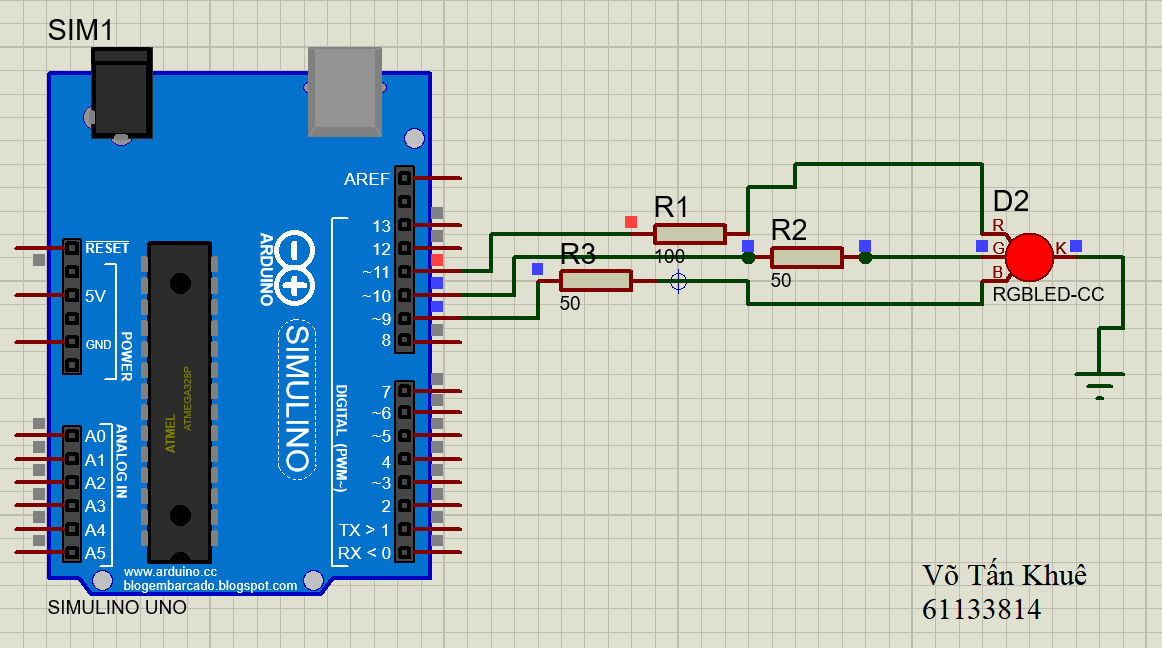 SIM1
AREF
13
12
~11
~10
~9
8
7
~6
~5
4
~3
2
TX > 1
RX < 0
RESET
5V
GND
POWER
A0
A1
A2
A3
A4
A5
ANALOG IN
ARDUINO
SIMULINO
DIGITAL (PWM~)
ATMEL
ATMEGA328P
www.arduino.cc
blogembarcado.blogspot.com
SIMULINO UNO
R1
100
R2
50
R3
50
D2
R
G
B
K
RGBLED-CC
Võ Tấn Khuê
61133814